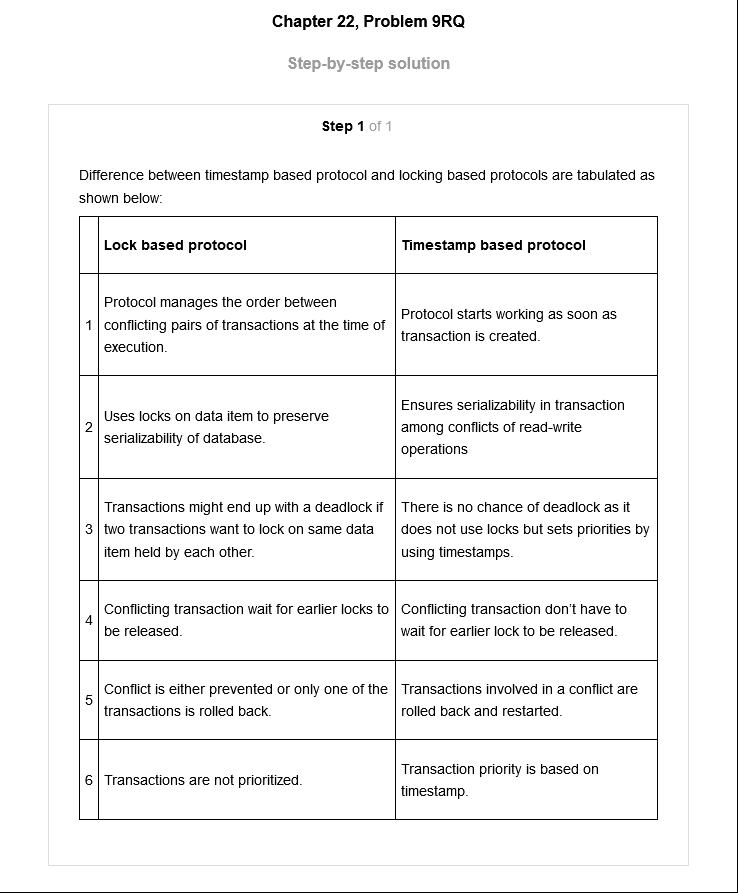 Chapter 22, Problem 9RQ
Step-by-step solution
Step 1 of 1
Difference between timestamp based protocol and locking based protocols are tabulated as
shown below:
Lock based protocol
Timestamp based protocol
1
Protocol manages the order between
conflicting pairs of transactions at the time of
execution.
Protocol starts working as soon as
transaction is created.
2
Uses locks on data item to preserve
serializability of database.
Ensures serializability in transaction
among conflicts of read-write
operations
3
Transactions might end up with a deadlock if
two transactions want to lock on same data
item held by each other.
There is no chance of deadlock as it
does not use locks but sets priorities by
using timestamps.
4
Conflicting transaction wait for earlier locks to
be released.
Conflicting transaction don’t have to
wait for earlier lock to be released.
5
Conflict is either prevented or only one of the
transactions is rolled back.
Transactions involved in a conflict are
rolled back and restarted.
6
Transactions are not prioritized.
Transaction priority is based on
timestamp.